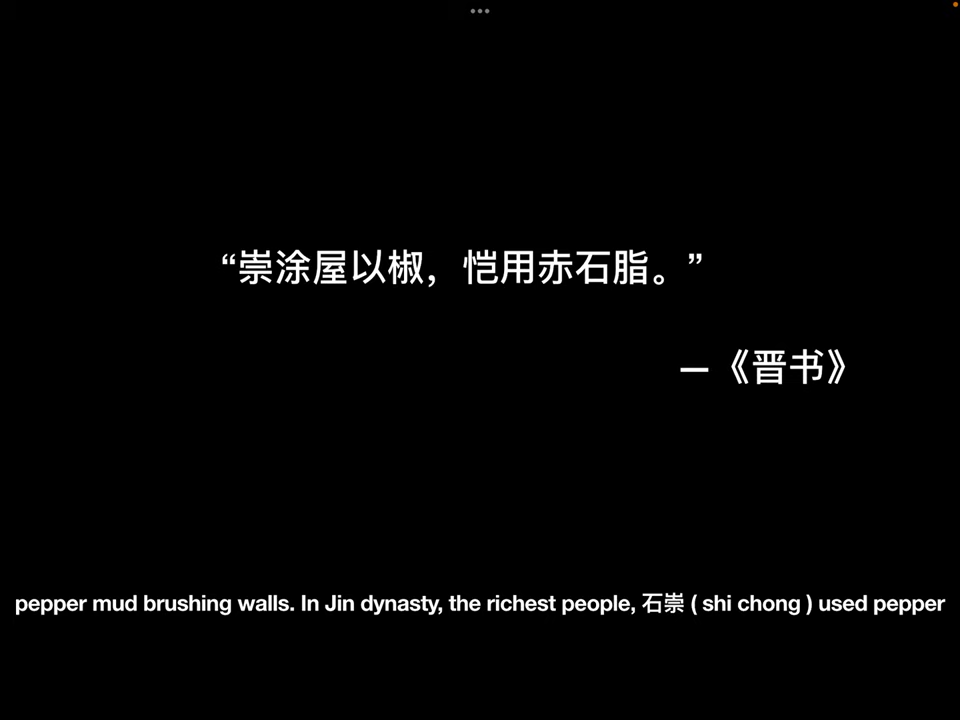 “崇涂屋以椒，恺用赤石脂。”
—《晋书》
pepper mud brushing walls. In Jin dynasty, the richest people, 石崇 ( shi chong ) used pepper